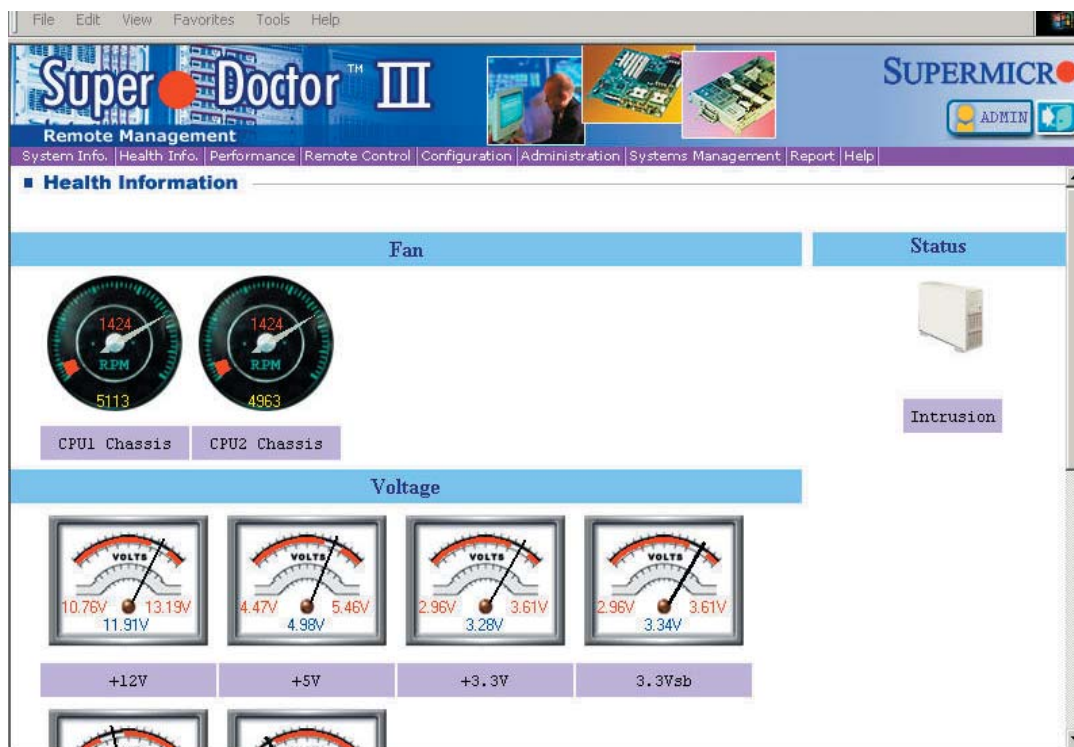 File Edit View Favorites Tools Help
Super Doctor™ III
Remote Management
SUPERMICR
ADMIN
System Info. Health Info. Performance Remote Control Configuration Administration Systems Management Report Help
Health Information
Fan
Status
1424 1424
RPM RPM
5113 4963
CPU1 Chassis CPU2 Chassis
Intrusion
Voltage
VOLTS VOLTS VOLTS VOLTS
10.76V 13.19V 4.47V 5.46V 2.96V 3.61V 2.96V 3.61V
11.91V 4.98V 3.28V 3.34V
+12V +5V +3.3V 3.3Vsb